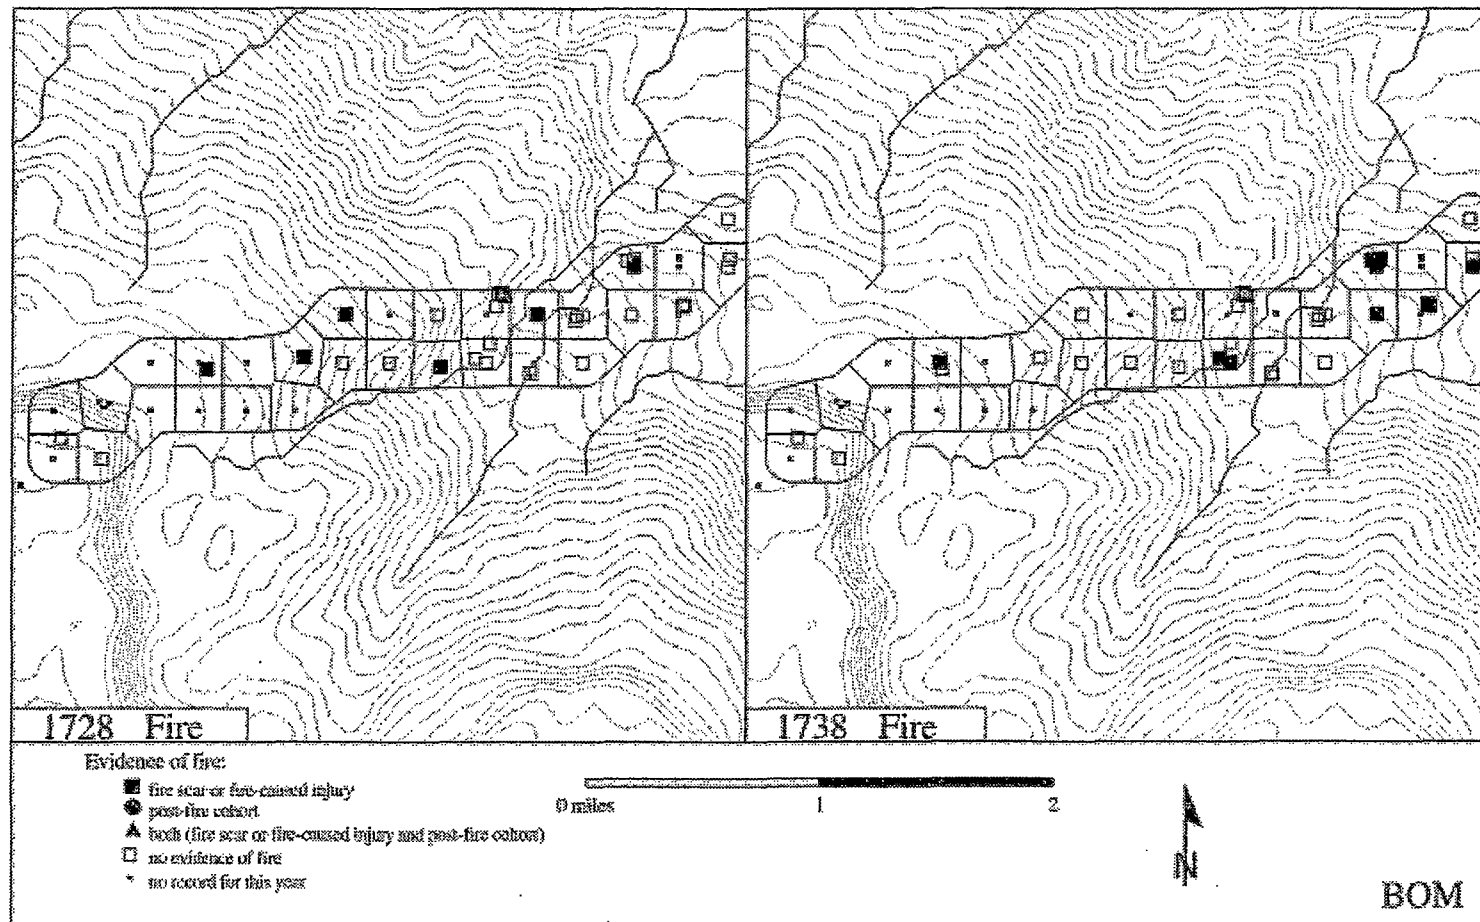 1728 Fire
1738 Fire
Evidence of fire:
fire scar or fire-caused injury
post-fire cohort
both (fire scar or fire-caused injury and post-fire cohort)
no evidence of fire
no record for this year
0 miles 1 2
N
BOM